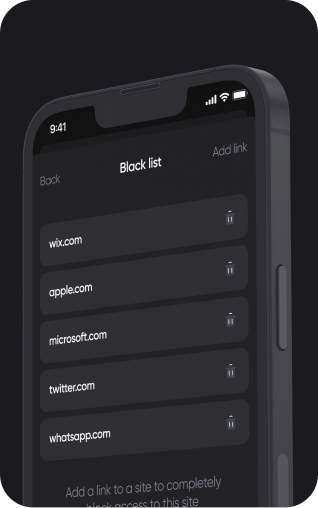 9:41
Back
Black list
Add link
wix.com
apple.com
microsoft.com
twitter.com
whatsapp.com
Add a link to a site to completely
block access to this site